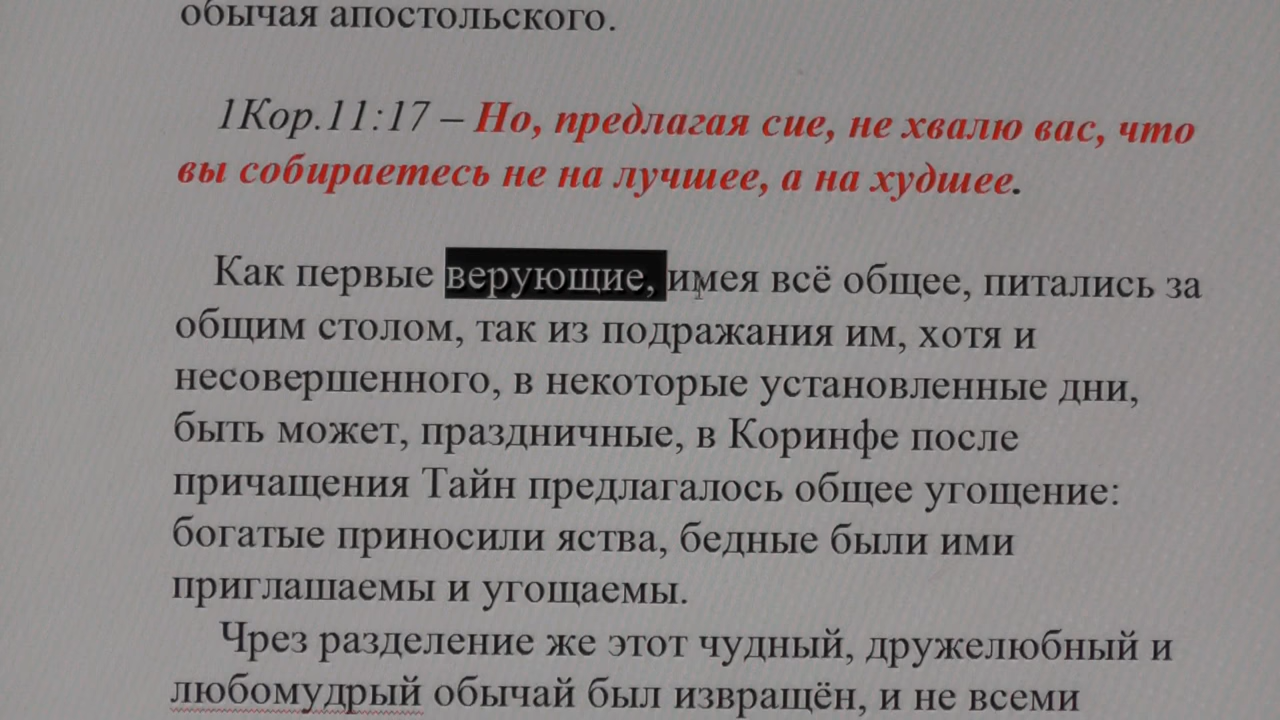 обычая апостольского.
1Кор.11:17 – Но, предлагая сие, не хвалю вас, что
вы собираетесь не на лучшее, а на худшее.
Как первые верующие, имея всё общее, питались за
общим столом, так из подражания им, хотя и
несовершенного, в некоторые установленные дни,
быть может, праздничные, в Коринфе после
причащения Тайн предлагалось общее угощение:
богатые приносили яства, бедные были ими
приглашаемы и угощаемы.
Чрез разделение же этот чудный, дружелюбный и
любомудрый обычай был извращён, и не всеми